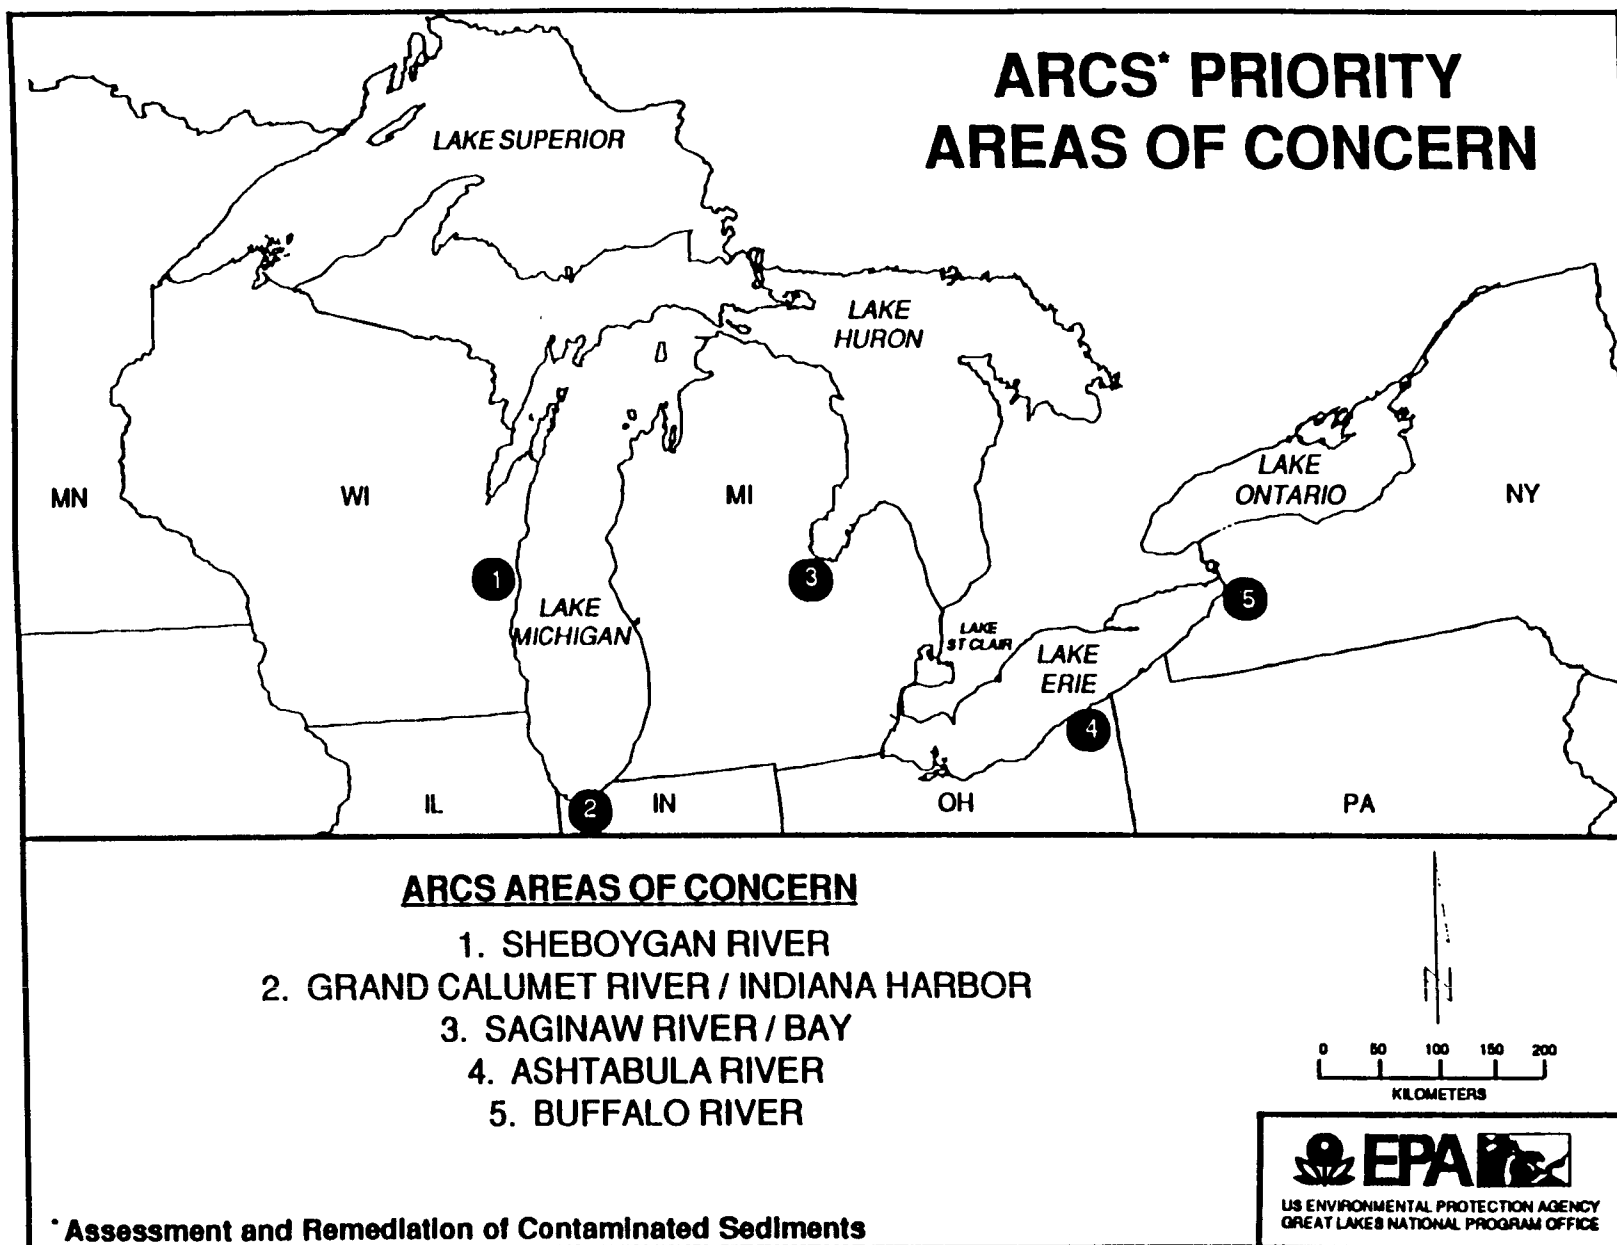 ARCS* PRIORITY
AREAS OF CONCERN
LAKE SUPERIOR
LAKE
HURON
LAKE
ONTARIO
MN
WI
MI
NY
1
3
5
LAKE
MICHIGAN
LAKE
ST CLAIR
LAKE
ERIE
4
2
IL
IN
OH
PA
ARCS AREAS OF CONCERN
1. SHEBOYGAN RIVER
2. GRAND CALUMET RIVER / INDIANA HARBOR
3. SAGINAW RIVER / BAY
4. ASHTABULA RIVER
5. BUFFALO RIVER
N
0 50 100 150 200
KILOMETERS
EPA
US ENVIRONMENTAL PROTECTION AGENCY
GREAT LAKES NATIONAL PROGRAM OFFICE
* Assessment and Remediation of Contaminated Sediments